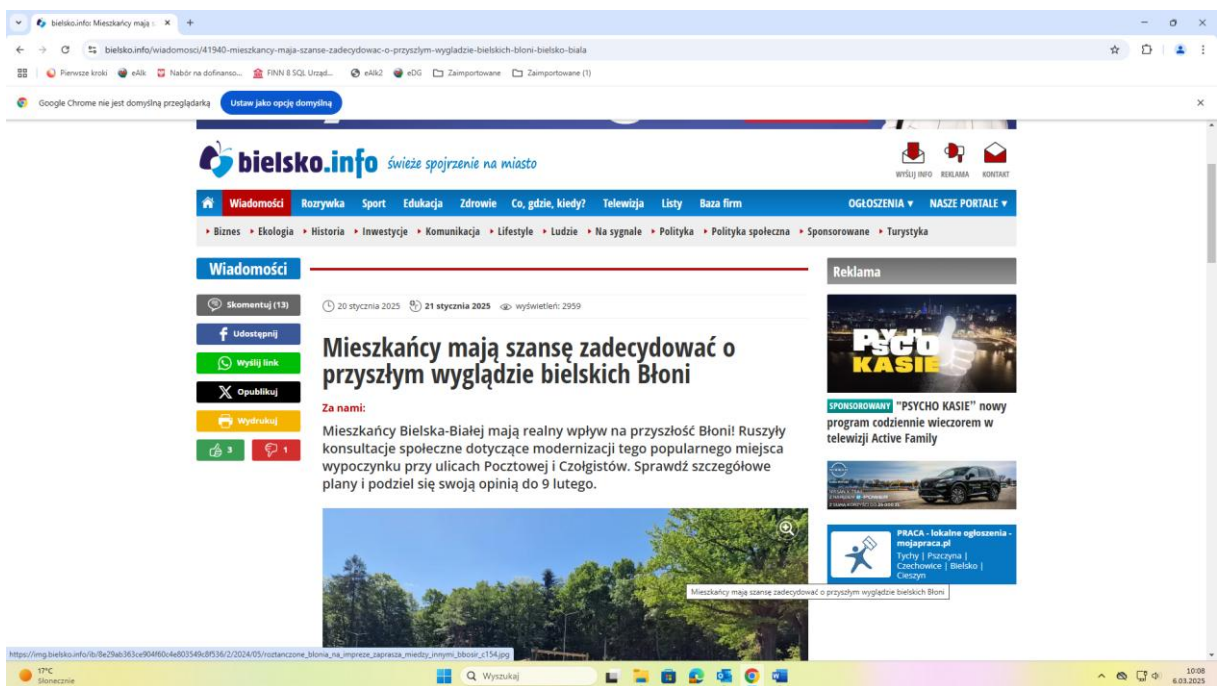 bielsko.info: Mieszkańcy mają s
bielsko.info/wiadomosci/41940-mieszkancy-maja-szanse-zadecydowac-o-przyszlym-wygladzie-bielskich-bloni-bielsko-biala
Pierwsze kroki eAlk Nabór na dofinanso... FINN 8 SQL Urząd... eAlk2 eDG Zaimportowane Zaimportowane (1)
Google Chrome nie jest domyślną przeglądarką Ustaw jako opcję domyślną
bielsko.info świeże spojrzenie na miasto
WYŚLIJ INFO REKLAMA KONTAKT
Wiadomości Rozrywka Sport Edukacja Zdrowie Co, gdzie, kiedy? Telewizja Listy Baza firm OGŁOSZENIA NASZE PORTALE
Biznes Ekologia Historia Inwestycje Komunikacja Lifestyle Ludzie Na sygnale Polityka Polityka społeczna Sponsorowane Turystyka
Wiadomości
Skomentuj (13)
Udostępnij
Wyślij link
Opublikuj
Wydrukuj
3 1
20 stycznia 2025 21 stycznia 2025 wyświetleń: 2959
Mieszkańcy mają szansę zadecydować o
przyszłym wyglądzie bielskich Błoni
Za nami:
Mieszkańcy Bielska-Białej mają realny wpływ na przyszłość Błoni! Ruszyły
konsultacje społeczne dotyczące modernizacji tego popularnego miejsca
wypoczynku przy ulicach Pocztowej i Czołgistów. Sprawdź szczegółowe
plany i podziel się swoją opinią do 9 lutego.
Reklama
PSYCHO
KASIE
SPONSOROWANY "PSYCHO KASIE" nowy
program codziennie wieczorem w
telewizji Active Family
PRACA - lokalne ogłoszenia -
mojapraca.pl
Tychy | Pszczyna |
Czechowice | Bielsko |
Cieszyn
Mieszkańcy mają szansę zadecydować o przyszłym wyglądzie bielskich Błoni
https://img.bielsko.info/ib/8e29ab363ce904f60c4e803549c8f536/2/2024/05/roztanczone_blonia_na_impreze_zaprasza_miedzy_innymi_bbosir_c154.jpg
17°C
Słonecznie
Wyszukaj
10:08
6.03.2025